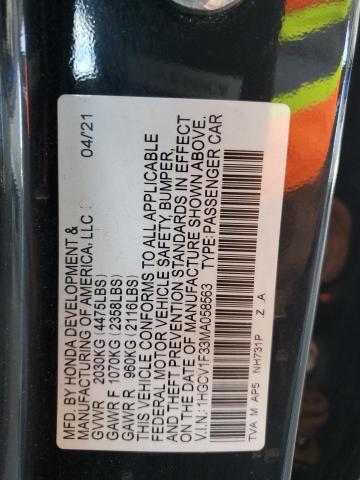 MFD. BY HONDA DEVELOPMENT &
MANUFACTURING OF AMERICA, LLC 04/21
GVWR 2030KG (4475LBS)
GAWR F 1070KG (2358LBS)
GAWR R 960KG (2116LBS)
THIS VEHICLE CONFORMS TO ALL APPLICABLE
FEDERAL MOTOR VEHICLE SAFETY, BUMPER,
AND THEFT PREVENTION STANDARDS IN EFFECT
ON THE DATE OF MANUFACTURE SHOWN ABOVE.
V.I.N.:1HGCV1F33MA058563 TYPE:PASSENGER CAR
TVA M AP5 NH731P Z A